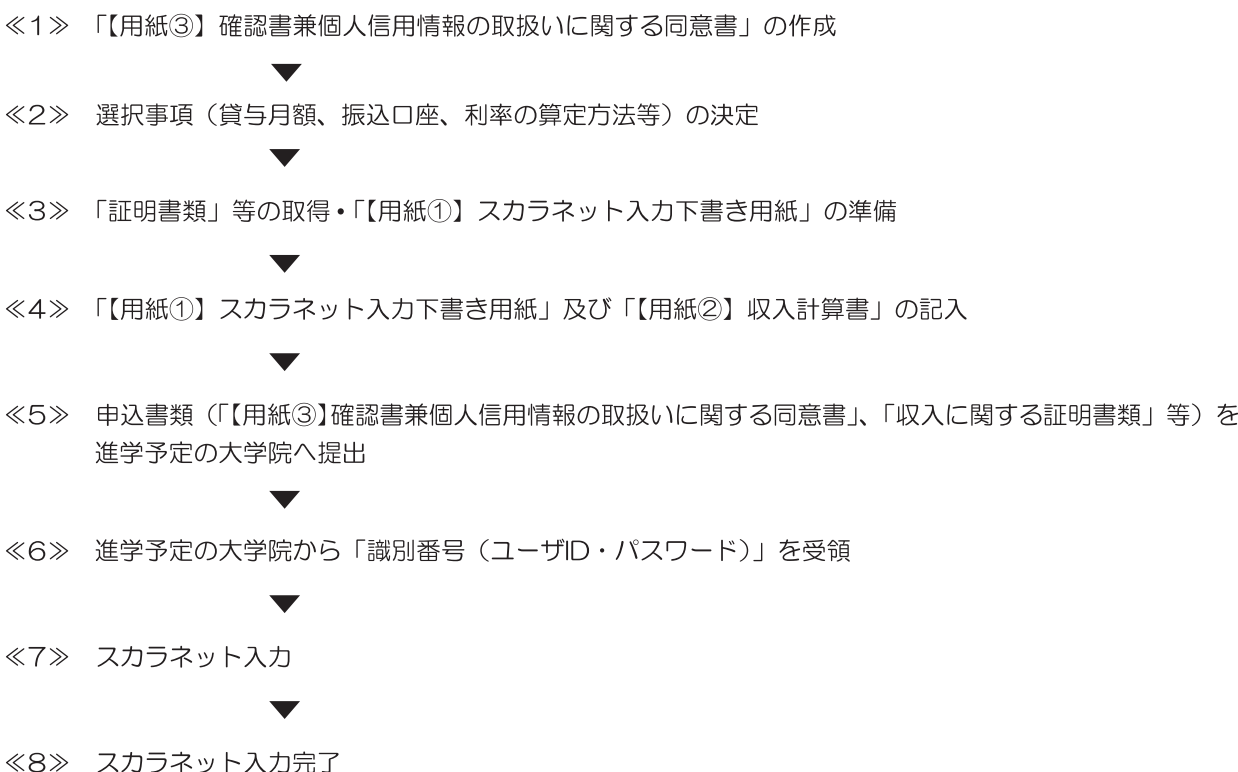 ≪1≫ 「【用紙③】確認書兼個人信用情報の取扱いに関する同意書」の作成
▼
≪2≫ 選択事項（貸与月額、振込口座、利率の算定方法等）の決定
▼
≪3≫ 「証明書類」等の取得・「【用紙①】スカラネット入力下書き用紙」の準備
▼
≪4≫ 「【用紙①】スカラネット入力下書き用紙」及び「【用紙②】収入計算書」の記入
▼
≪5≫ 申込書類（「【用紙③】確認書兼個人信用情報の取扱いに関する同意書」、「収入に関する証明書類」等）を
進学予定の大学院へ提出
▼
≪6≫ 進学予定の大学院から「識別番号（ユーザID・パスワード）」を受領
▼
≪7≫ スカラネット入力
▼
≪8≫ スカラネット入力完了